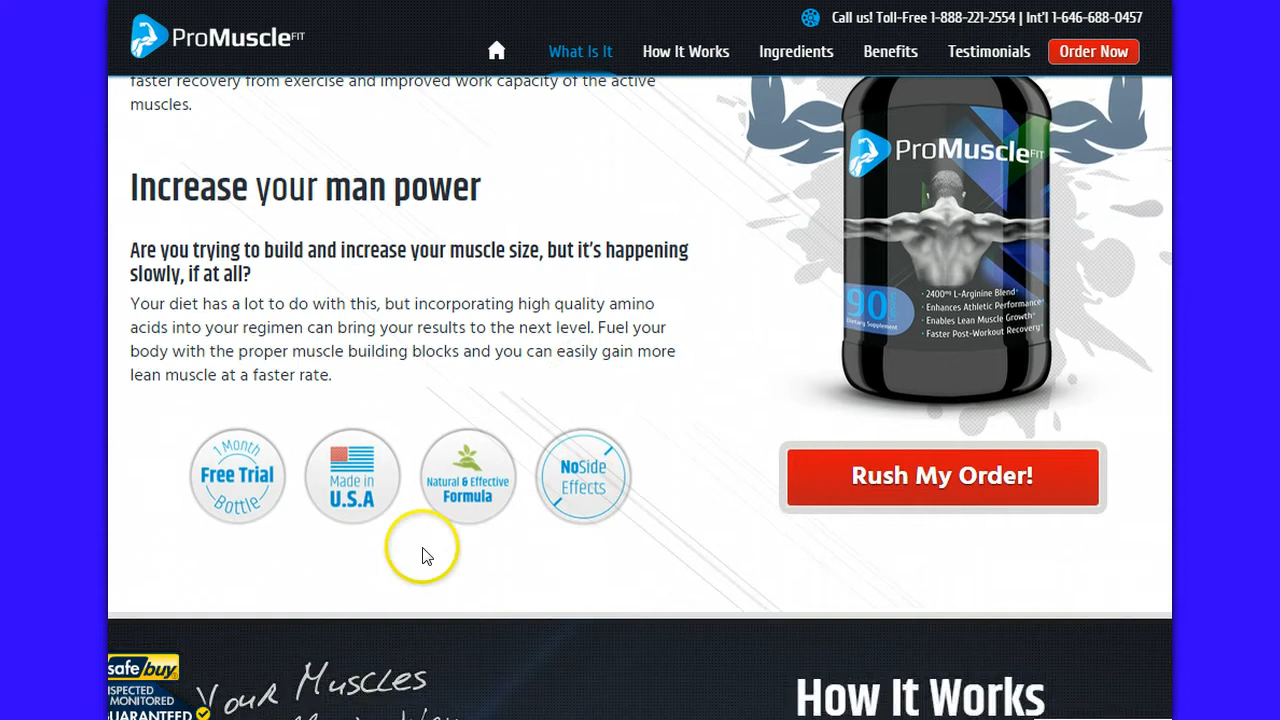 ProMuscleFIT
Call us! Toll-Free 1-888-221-2554 | Int'l 1-646-688-0457
What Is It
How It Works
Ingredients
Benefits
Testimonials
Order Now
faster recovery from exercise and improved work capacity of the active
muscles.
Increase your man power
Are you trying to build and increase your muscle size, but it's happening
slowly, if at all?
Your diet has a lot to do with this, but incorporating high quality amino
acids into your regimen can bring your results to the next level. Fuel your
body with the proper muscle building blocks and you can easily gain more
lean muscle at a faster rate.
1 Month
Free Trial
Bottle
Made in
U.S.A
Natural & Effective
Formula
No Side
Effects
ProMuscleFIT
90
Dietary Supplement
· 2400mg L-Arginine Blend
· Enhances Athletic Performance*
· Enables Lean Muscle Growth*
· Faster Post-Workout Recovery*
Rush My Order!
safe buy
INSPECTED
MONITORED
GUARANTEED
Your Muscles
How It Works